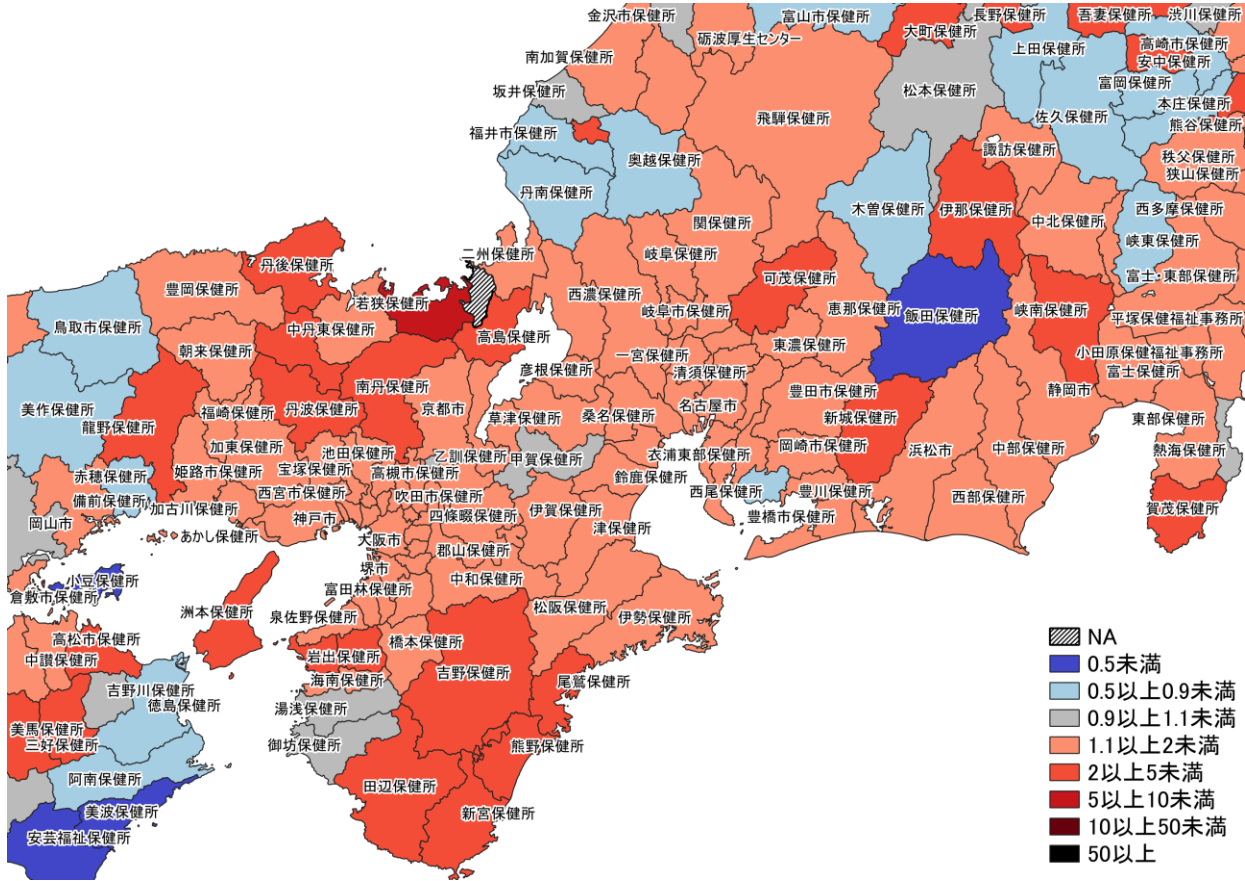 金沢市保健所
富山市保健所
長野保健所
吾妻保健所
渋川保健所
大町保健所
砺波厚生センター
南加賀保健所
上田保健所
高崎市保健所
安中保健所
坂井保健所
松本保健所
富岡保健所
本庄保健所
飛騨保健所
佐久保健所
熊谷保健所
福井市保健所
奥越保健所
諏訪保健所
秩父保健所
狭山保健所
丹南保健所
木曽保健所
伊那保健所
中北保健所
西多摩保健所
関保健所
峡東保健所
二州保健所
岐阜保健所
丹後保健所
可茂保健所
富士・東部保健所
豊岡保健所
若狭保健所
西濃保健所
岐阜市保健所
恵那保健所
飯田保健所
峡南保健所
平塚保健福祉事務所
鳥取市保健所
中丹東保健所
高島保健所
東濃保健所
朝来保健所
一宮保健所
小田原保健福祉事務所
彦根保健所
清須保健所
富士保健所
南丹保健所
豊田市保健所
静岡市
美作保健所
福崎保健所
丹波保健所
京都市
草津保健所
桑名保健所
名古屋市
新城保健所
東部保健所
龍野保健所
加東保健所
池田保健所
乙訓保健所
甲賀保健所
衣浦東部保健所
岡崎市保健所
浜松市
中部保健所
熱海保健所
赤穂保健所
姫路市保健所
宝塚保健所
高槻市保健所
鈴鹿保健所
備前保健所
西宮市保健所
吹田市保健所
西尾保健所
豊川保健所
西部保健所
加古川保健所
伊賀保健所
賀茂保健所
岡山市
神戸市
四條畷保健所
豊橋市保健所
あかし保健所
大阪市
津保健所
郡山保健所
堺市
小豆保健所
中和保健所
倉敷市保健所
富田林保健所
洲本保健所
泉佐野保健所
松阪保健所
伊勢保健所
高松市保健所
橋本保健所
中讃保健所
岩出保健所
吉野保健所
海南保健所
尾鷲保健所
吉野川保健所
徳島保健所
湯浅保健所
美馬保健所
三好保健所
御坊保健所
熊野保健所
阿南保健所
田辺保健所
美波保健所
新宮保健所
安芸福祉保健所
NA
0.5未満
0.5以上0.9未満
0.9以上1.1未満
1.1以上2未満
2以上5未満
5以上10未満
10以上50未満
50以上